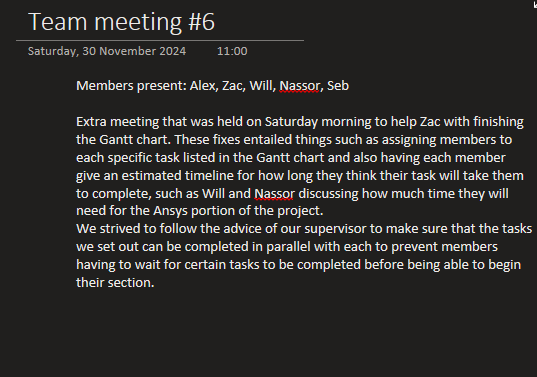 Team meeting #6
Saturday, 30 November 2024 11:00
Members present: Alex, Zac, Will, Nassor, Seb
Extra meeting that was held on Saturday morning to help Zac with finishing
the Gantt chart. These fixes entailed things such as assigning members to
each specific task listed in the Gantt chart and also having each member
give an estimated timeline for how long they think their task will take them
to complete, such as Will and Nassor discussing how much time they will
need for the Ansys portion of the project.
We strived to follow the advice of our supervisor to make sure that the tasks
we set out can be completed in parallel with each to prevent members
having to wait for certain tasks to be completed before being able to begin
their section.